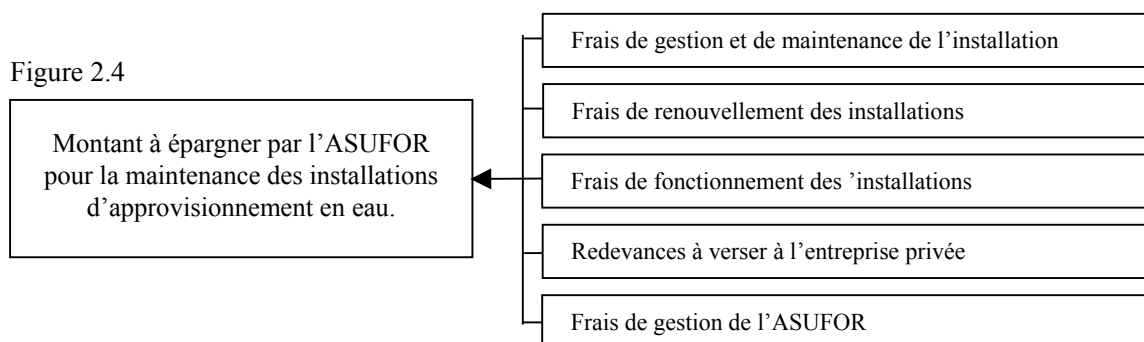 Figure 2.4
Montant à épargner par l’ASUFOR
pour la maintenance des installations
d’approvisionnement en eau.
Frais de gestion et de maintenance de l’installation
Frais de renouvellement des installations
Frais de fonctionnement des ’installations
Redevances à verser à l’entreprise privée
Frais de gestion de l’ASUFOR